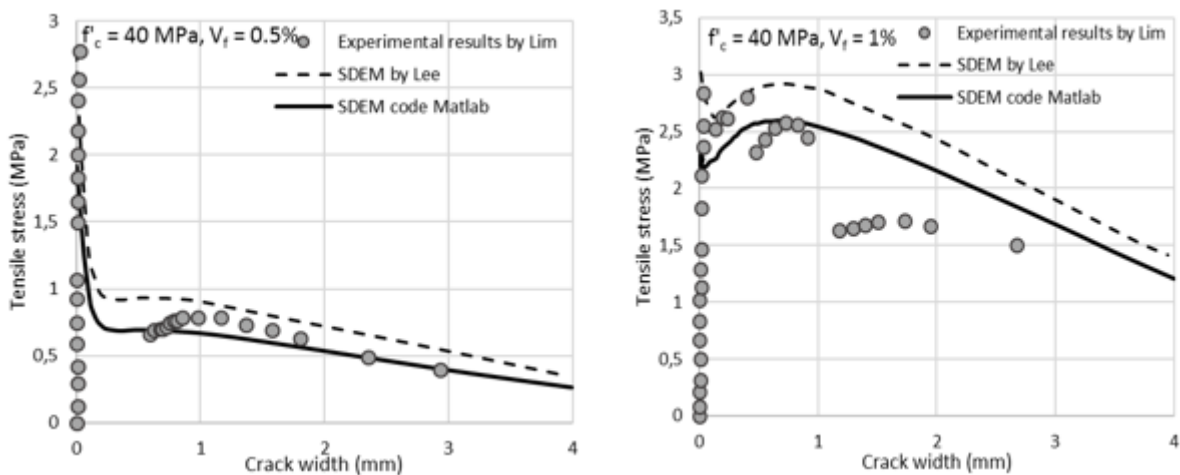 f'c = 40 MPa, Vf = 0.5%
Experimental results by Lim
SDEM by Lee
SDEM code Matlab
Tensile stress (MPa)
3
2,5
2
1,5
1
0,5
0
0 1 2 3 4
Crack width (mm)
f'c = 40 MPa, Vf = 1%
Experimental results by Lim
SDEM by Lee
SDEM code Matlab
Tensile stress (MPa)
3,5
3
2,5
2
1,5
1
0,5
0
0 1 2 3 4
Crack width (mm)